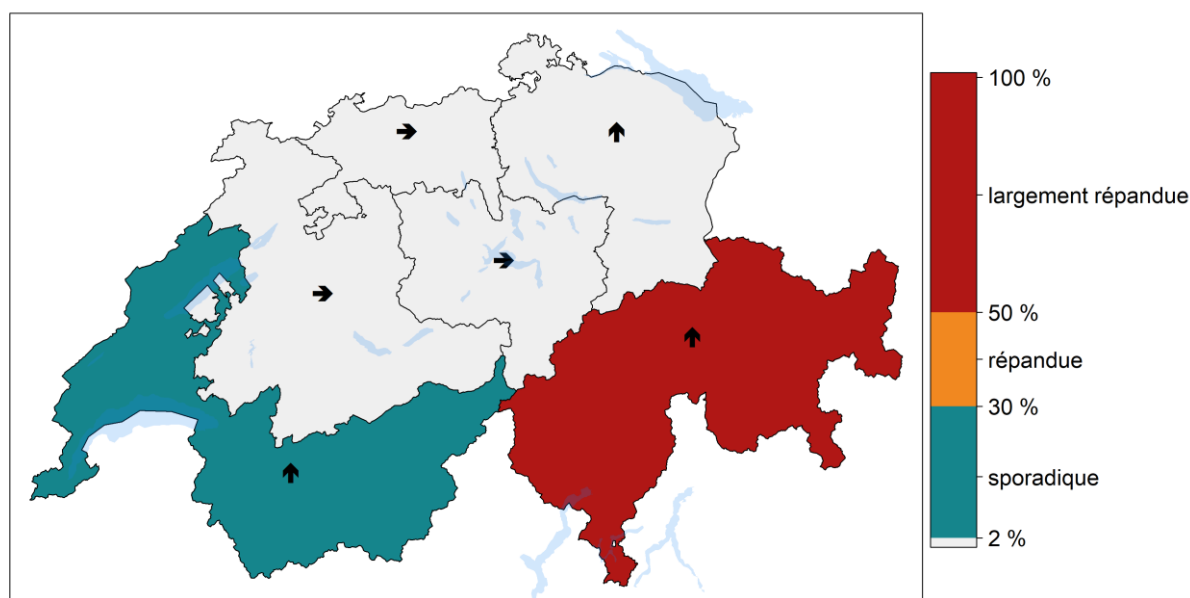 100 %
largement répandue
50 %
répandue
30 %
sporadique
2 %